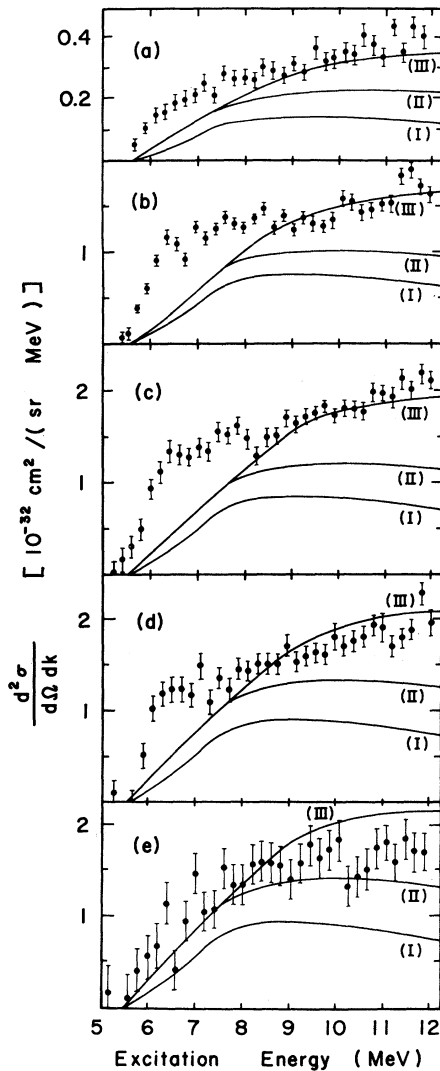 0.4
(a)
(III)
0.2
(II)
(I)
(b)
(III)
1
(II)
(I)
2
(c)
(III)
1
(II)
(I)
(d)
(III)
2
1
(II)
(I)
(e)
(III)
2
(II)
1
(I)
5 6 7 8 9 10 11 12
Excitation Energy (MeV)
d²σ
dΩ dk
[ 10⁻³² cm² / ( sr MeV ) ]